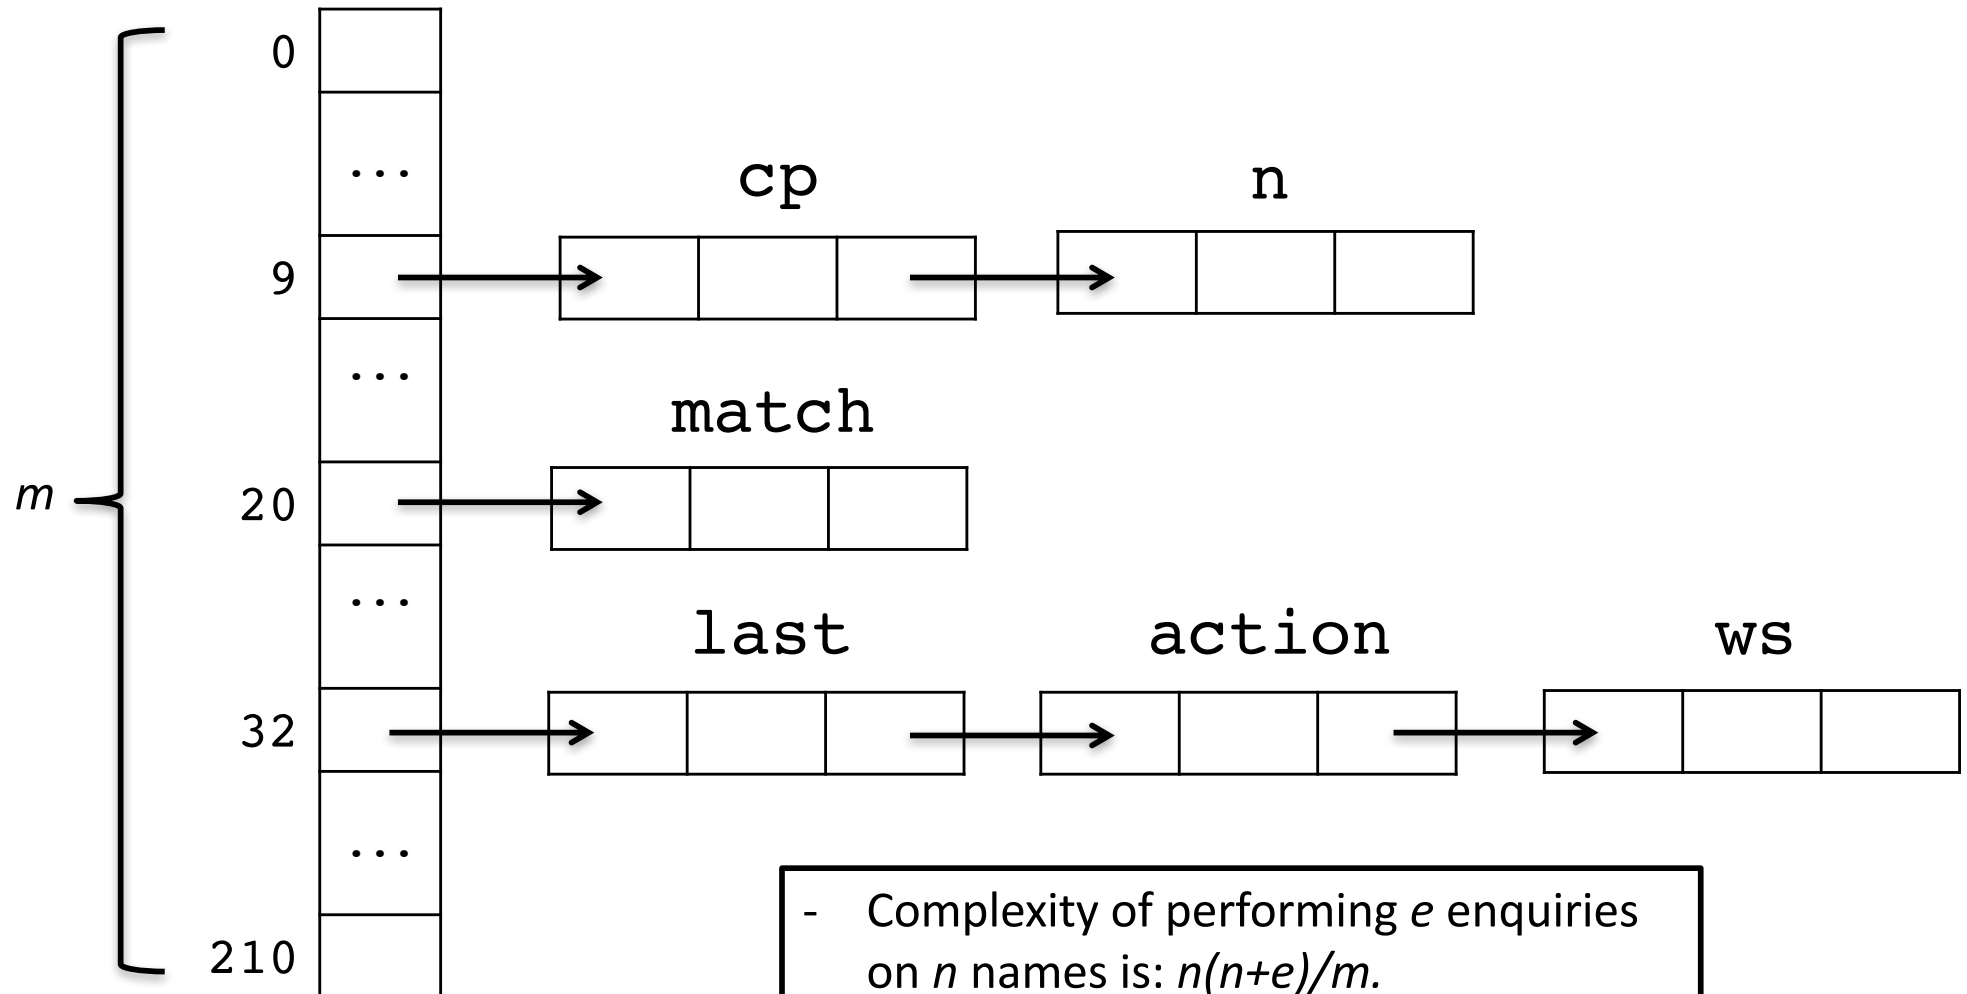 0
...
cp n
9
...
match
m
20
...
last action ws
32
...
- Complexity of performing e enquiries
on n names is: n(n+e)/m.
210